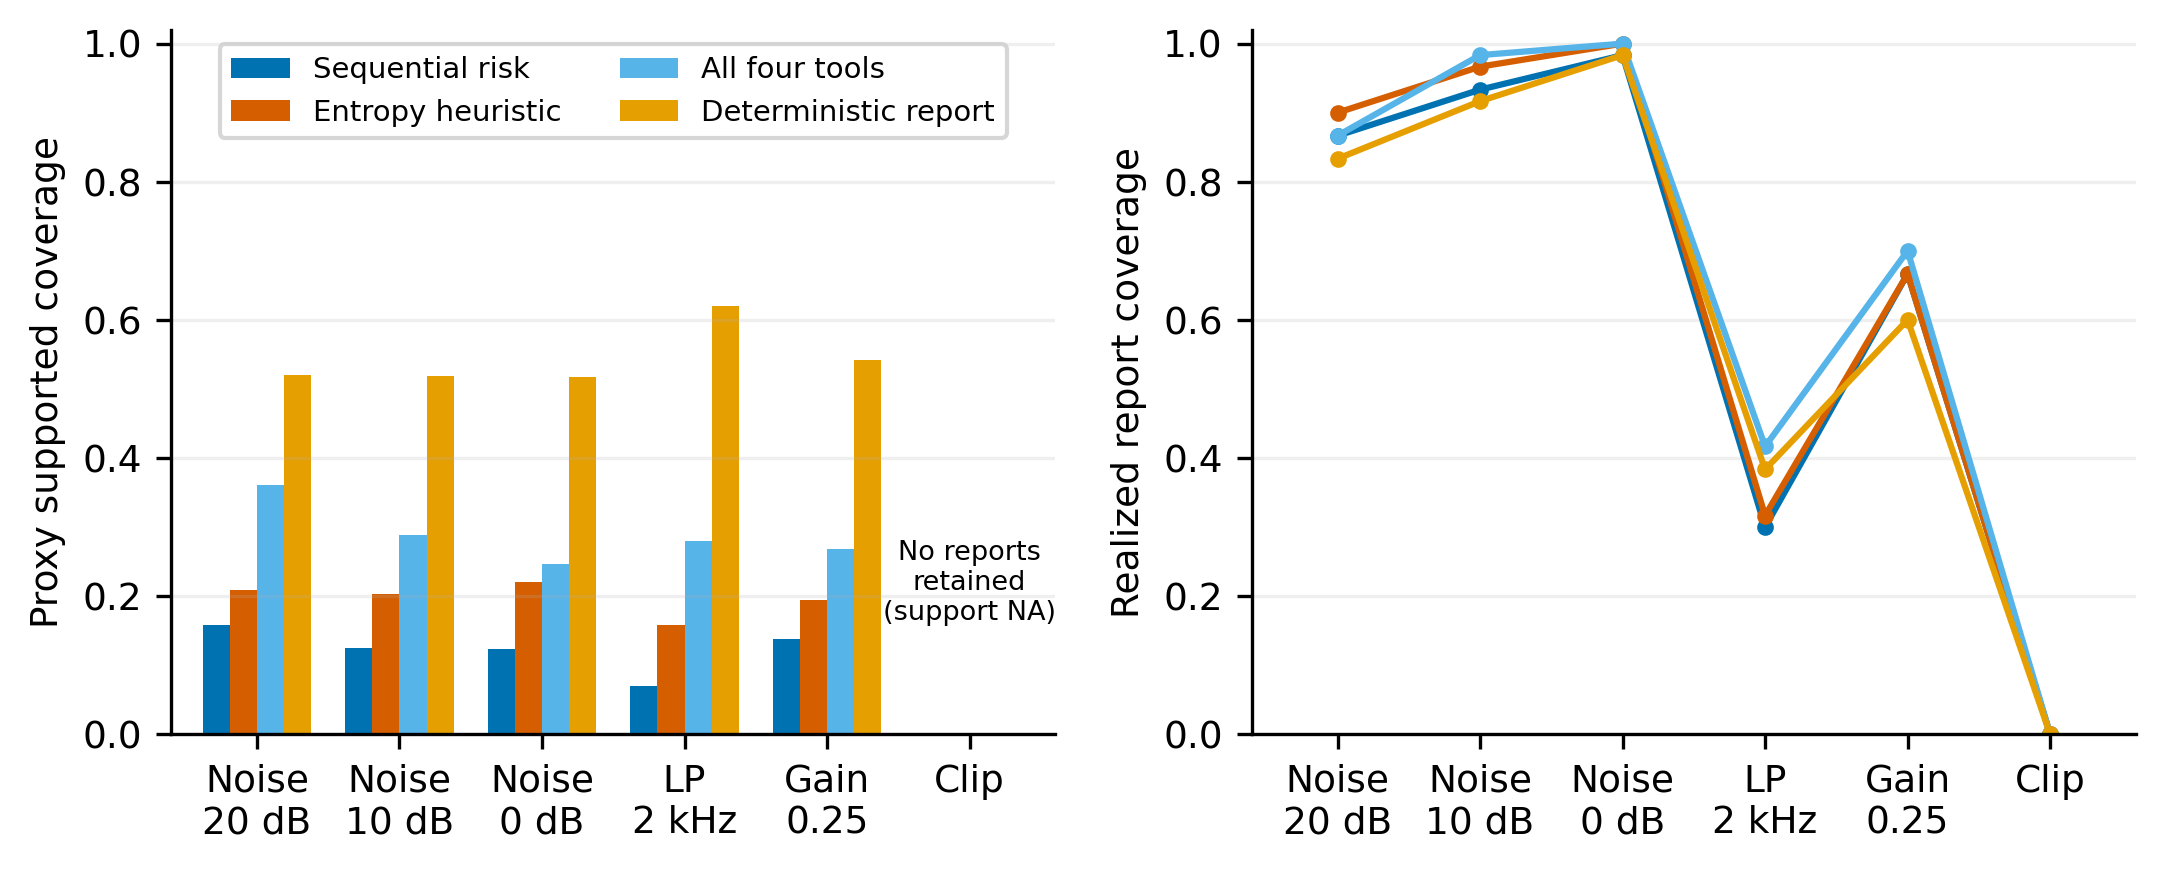 Proxy supported coverage
1.0
0.8
0.6
0.4
0.2
0.0
Sequential risk
Entropy heuristic
All four tools
Deterministic report
No reports
retained
(support NA)
Noise
20 dB
Noise
10 dB
Noise
0 dB
LP
2 kHz
Gain
0.25
Clip
Realized report coverage
1.0
0.8
0.6
0.4
0.2
0.0
Noise
20 dB
Noise
10 dB
Noise
0 dB
LP
2 kHz
Gain
0.25
Clip